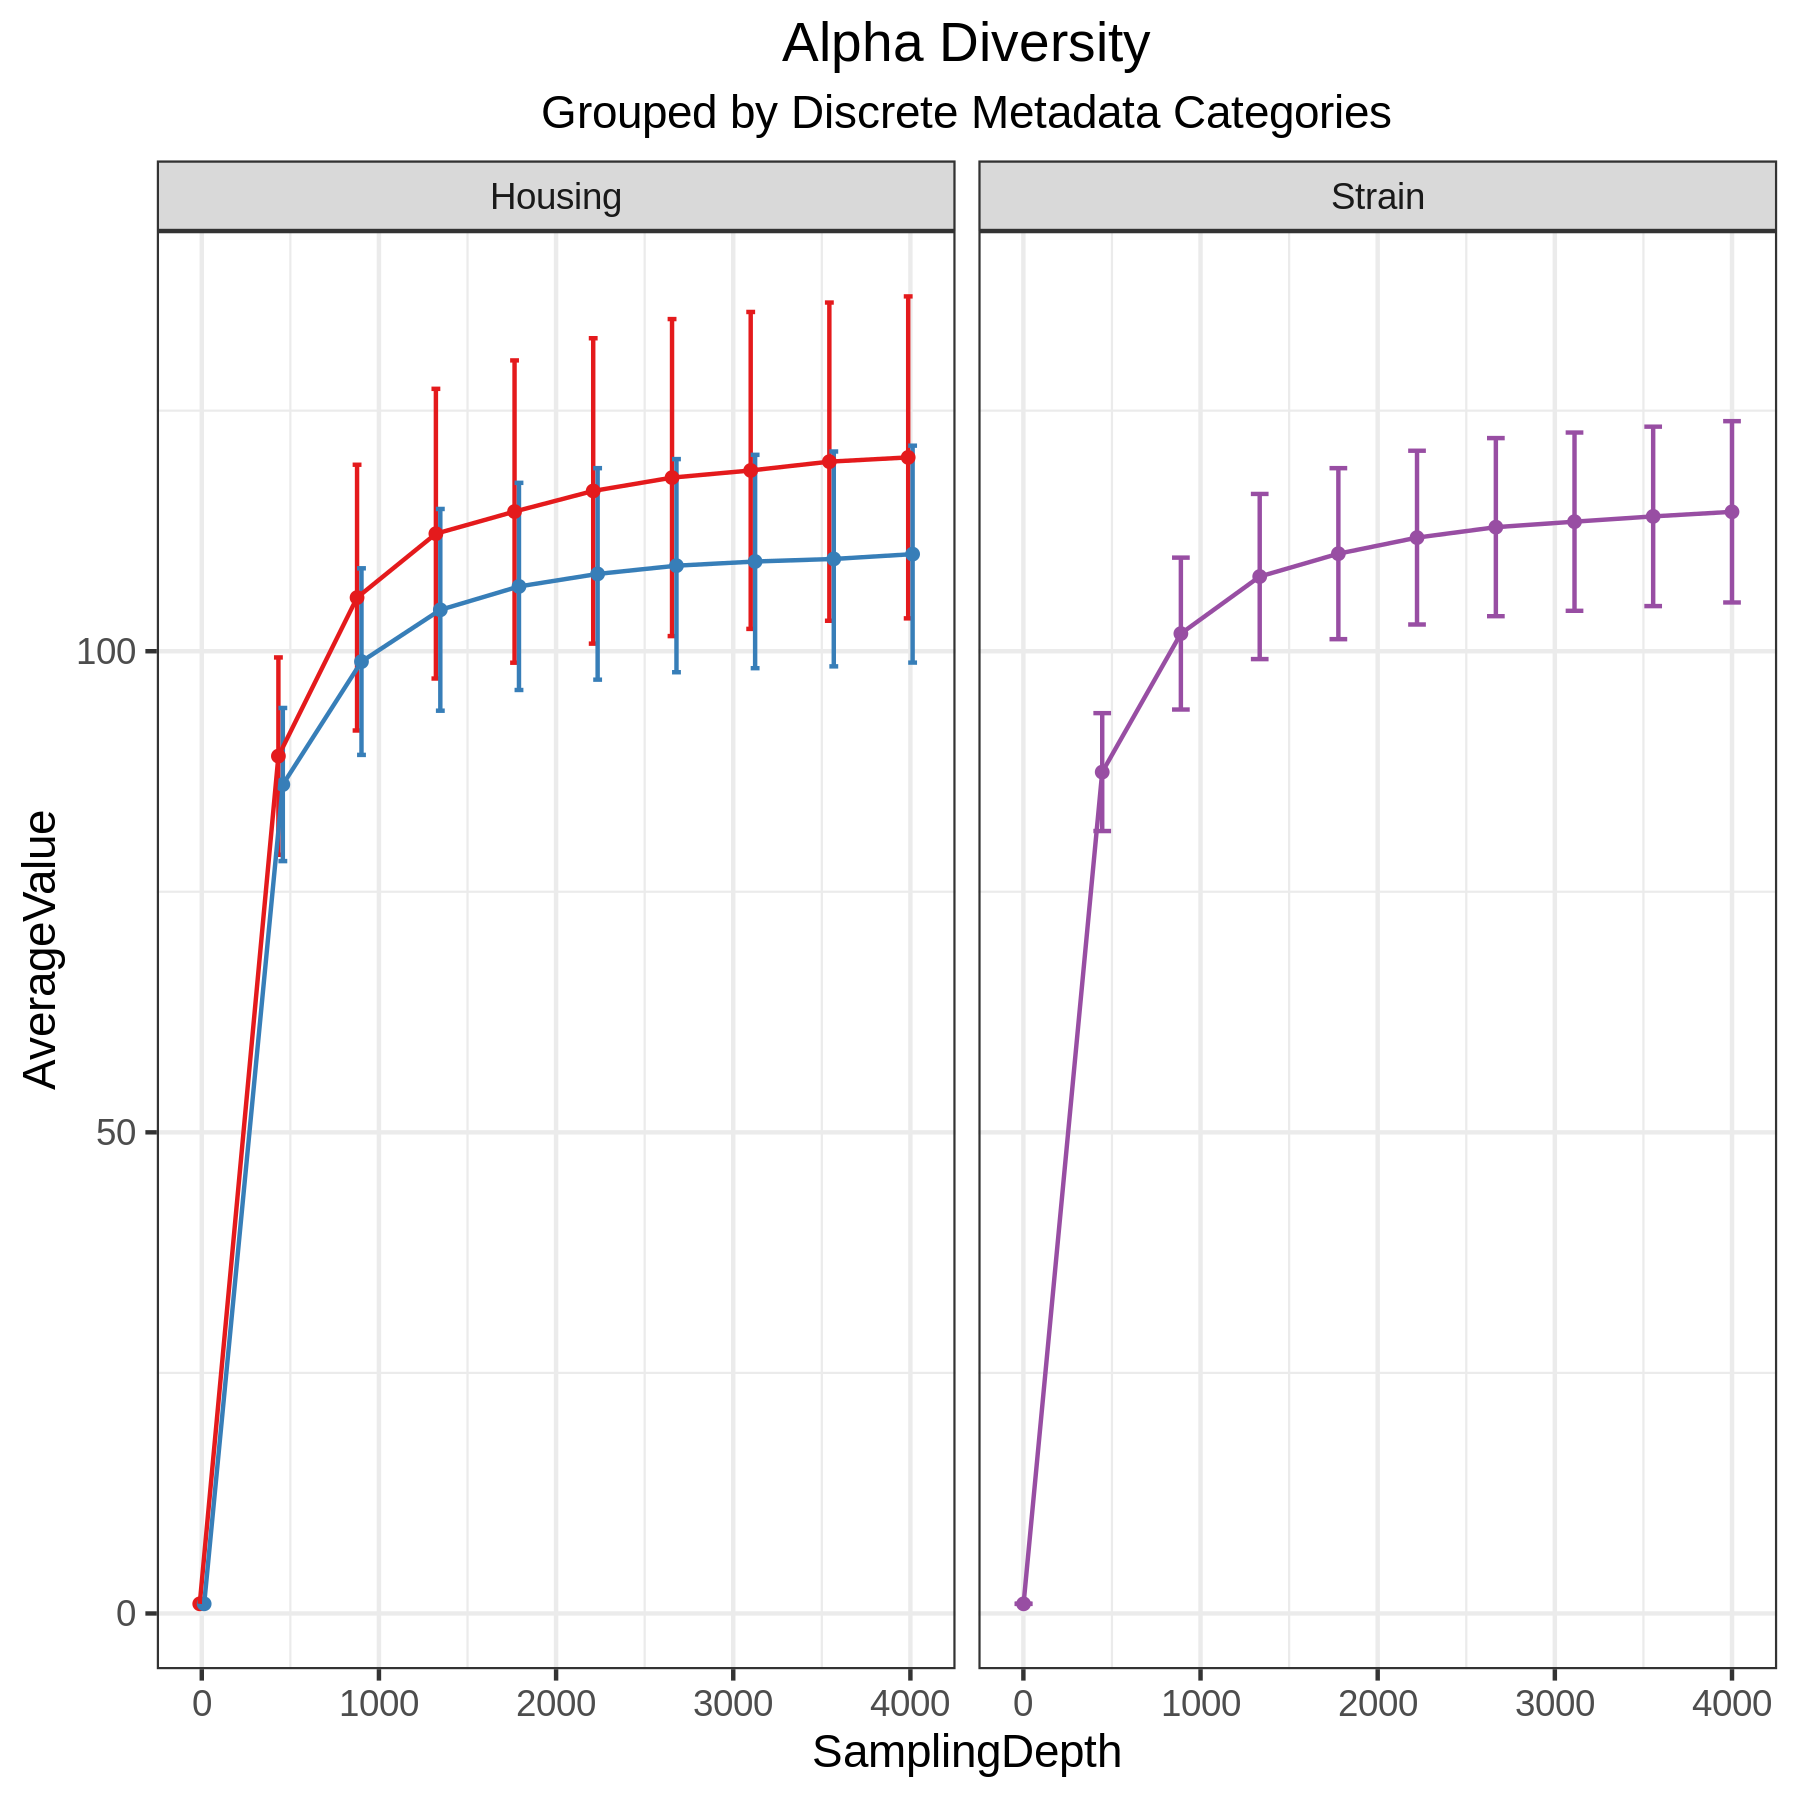 Alpha Diversity
Grouped by Discrete Metadata Categories
Housing
Strain
AverageValue
100
50
0
0 1000 2000 3000 4000
0 1000 2000 3000 4000
SamplingDepth